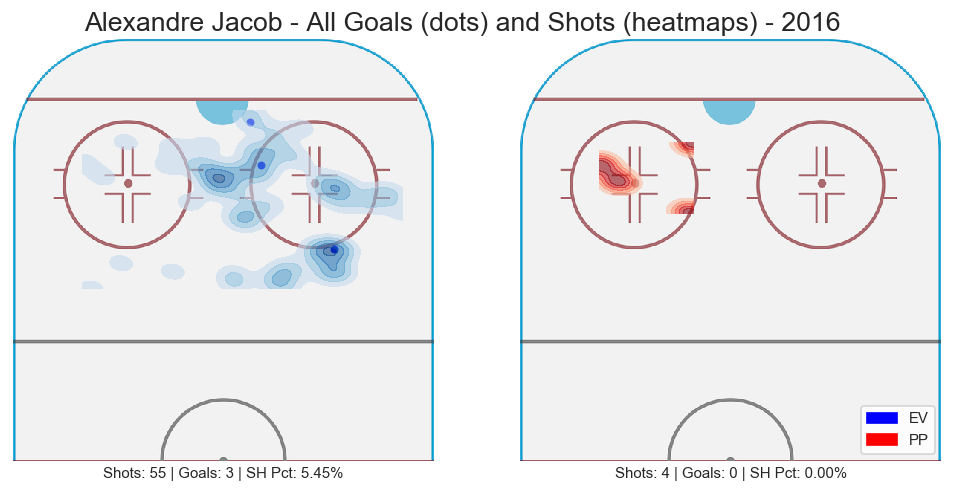 Alexandre Jacob - All Goals (dots) and Shots (heatmaps) - 2016
EV
PP
Shots: 55 | Goals: 3 | SH Pct: 5.45%
Shots: 4 | Goals: 0 | SH Pct: 0.00%